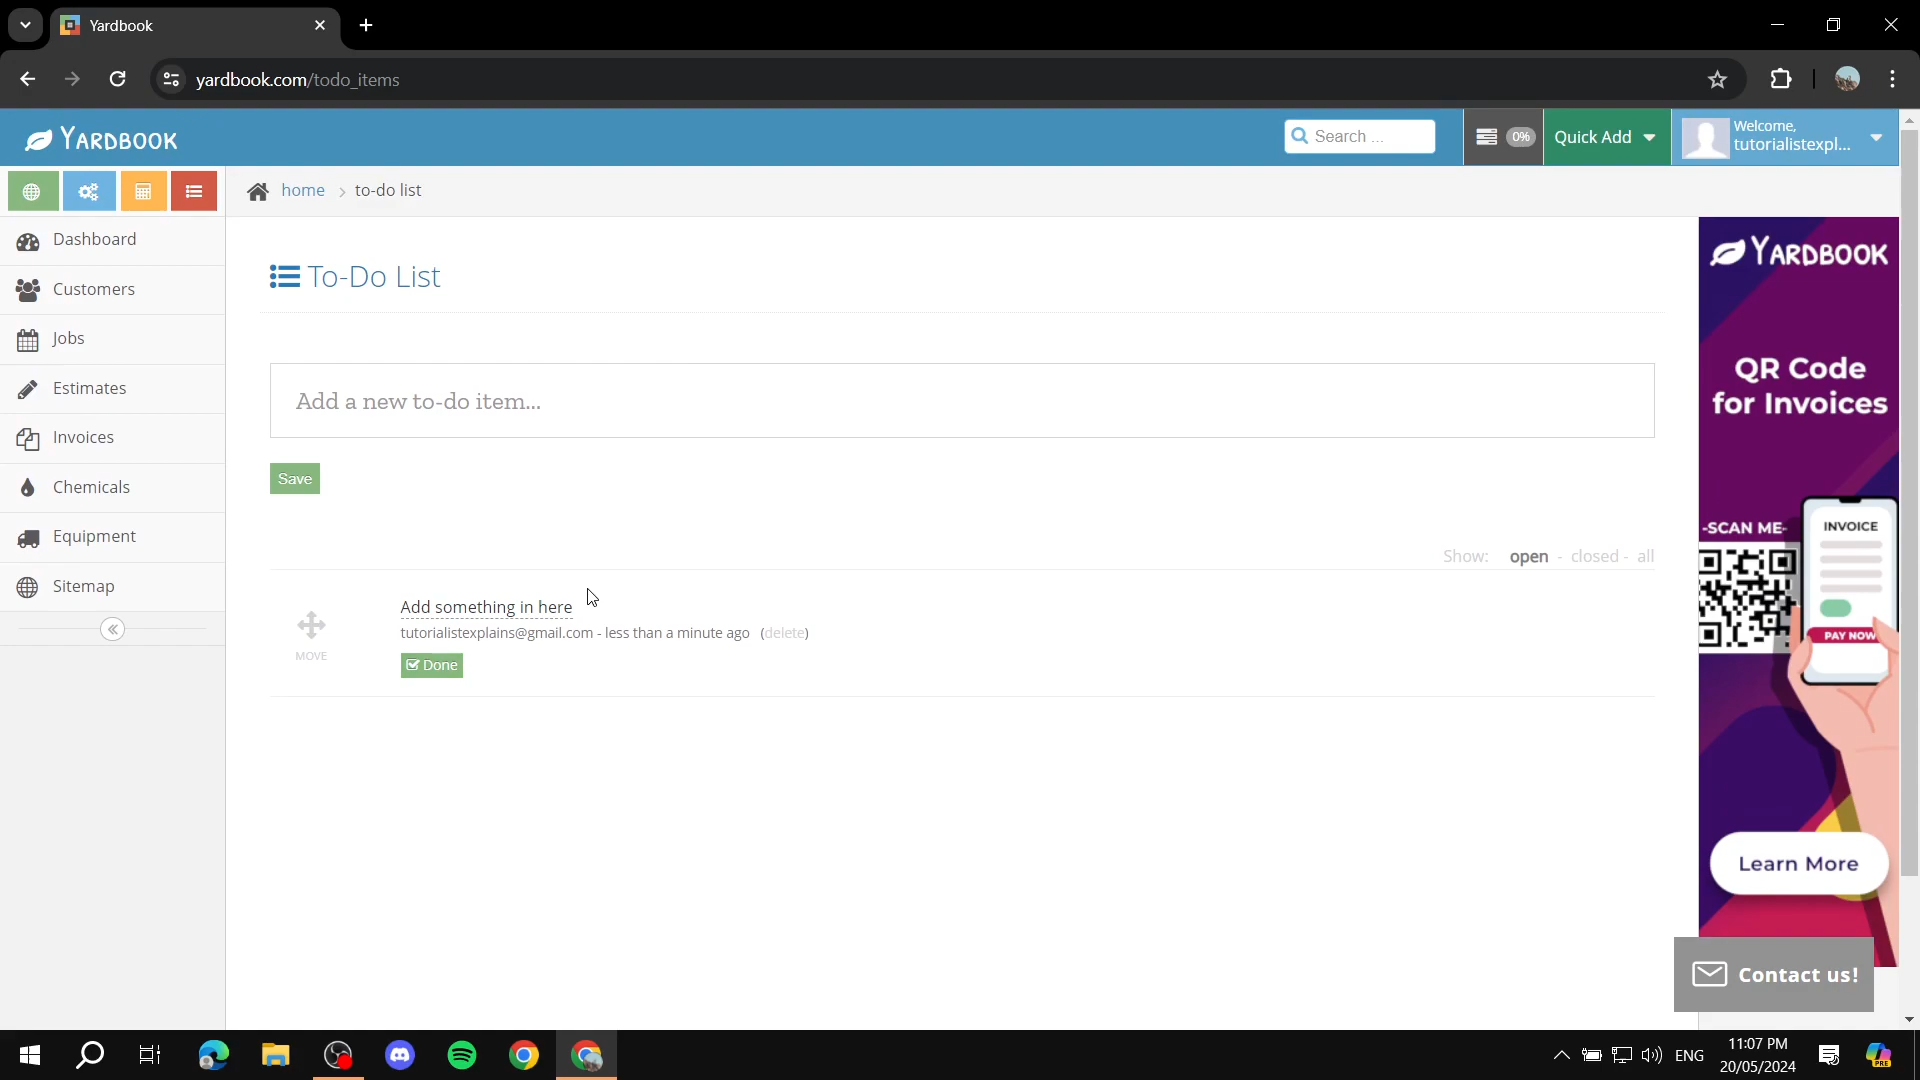 Yardbook
yardbook.com/todo_items
YARDBOOK
Search ...
0%
Quick Add
Welcome,
tutorialistexpl...
home
to-do list
Dashboard
Customers
Jobs
Estimates
Invoices
Chemicals
Equipment
Sitemap
To-Do List
Add a new to-do item...
Save
Show: open - closed - all
Add something in here
tutorialistexplains@gmail.com - less than a minute ago (delete)
MOVE
Done
YARDBOOK
QR Code
for Invoices
-SCAN ME-
INVOICE
PAY NOW
Learn More
Contact us!
ENG
11:07 PM
20/05/2024
PRE